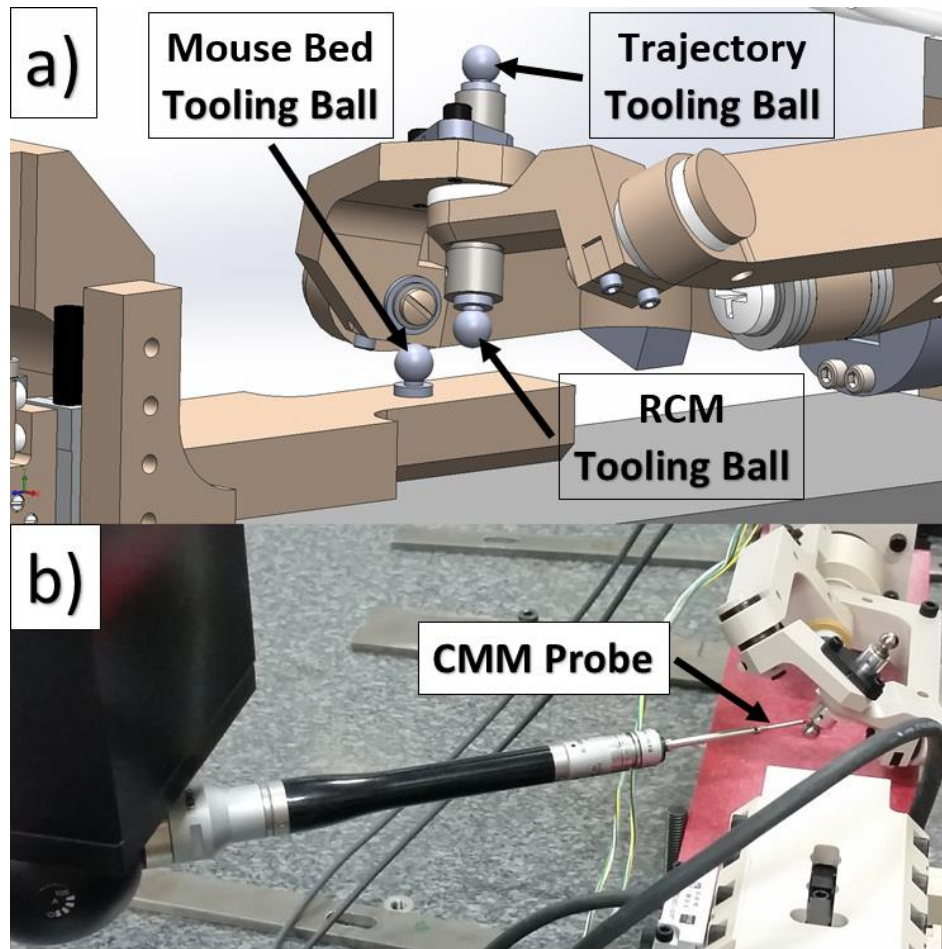 a)
Mouse Bed
Tooling Ball
Trajectory
Tooling Ball
RCM
Tooling Ball
b)
CMM Probe